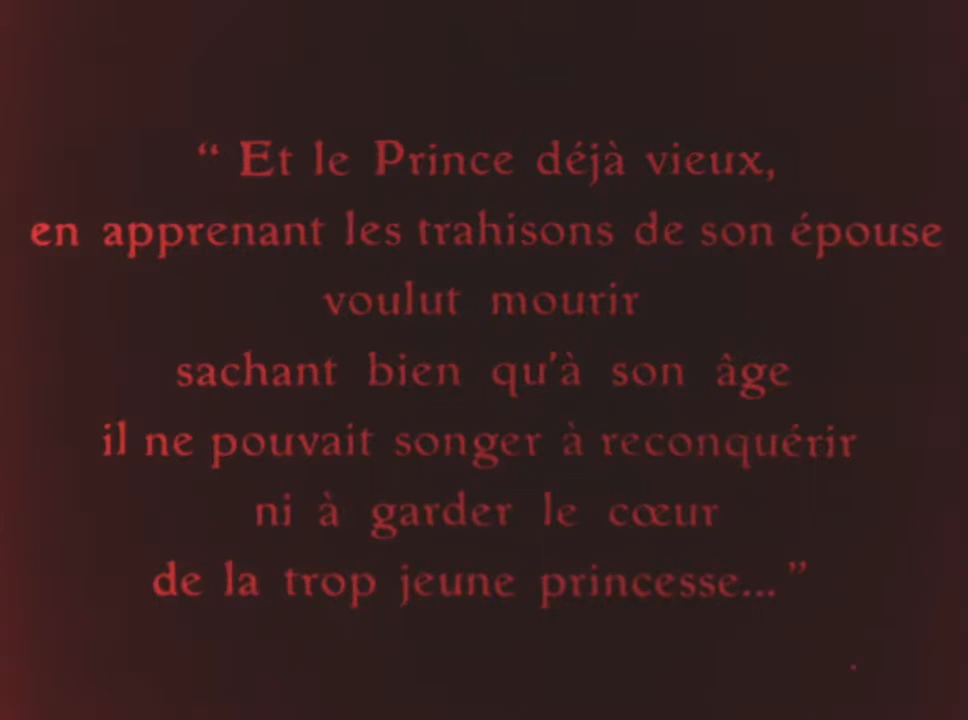 “ Et le Prince déjà vieux,
en apprenant les trahisons de son épouse
voulut mourir
sachant bien qu'à son âge
il ne pouvait songer à reconquérir
ni à garder le cœur
de la trop jeune princesse... ”